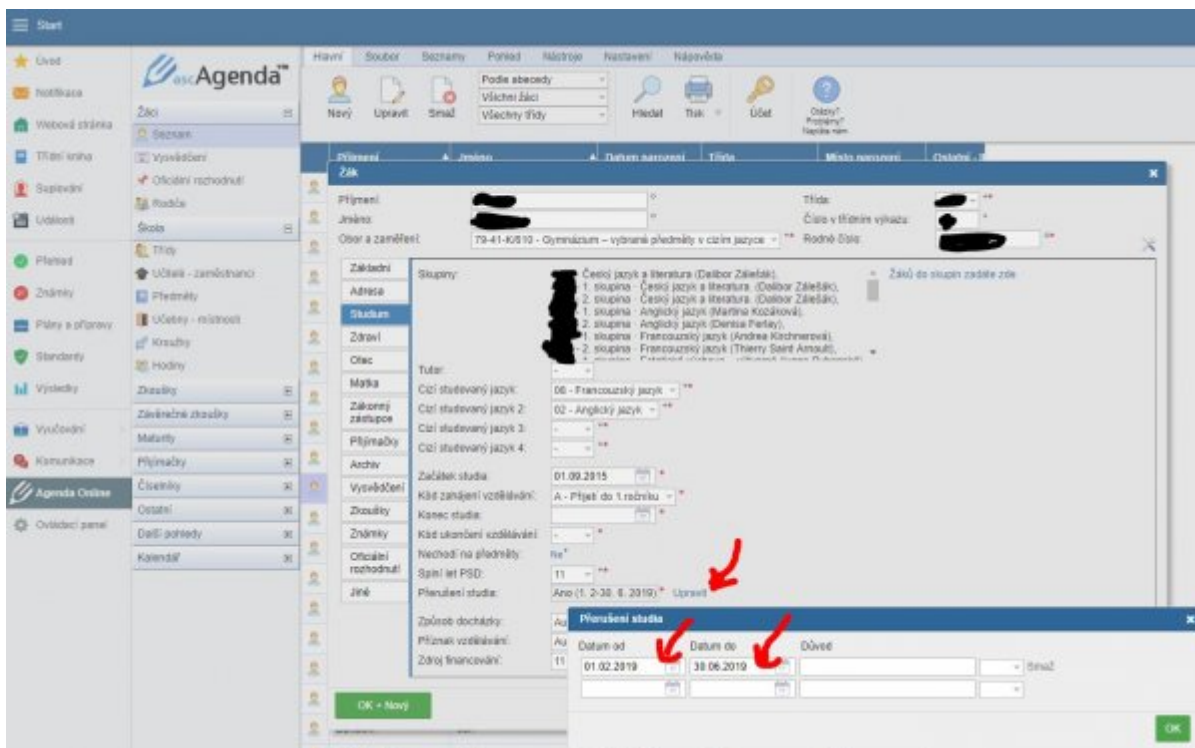 Start
Úvod
Notifikace
Webová stránka
Třídní kniha
Suplování
Události
Přehled
Známky
Plány a přípravy
Standardy
Výsledky
Vyučování
Komunikace
Agenda Online
Ovládací panel
ascAgenda™
Žáci
Seznam
Vysvědčení
Oficiální rozhodnutí
Rodiče
Škola
Třídy
Učitelé - zaměstnanci
Předměty
Učebny - místnosti
Kroužky
Hodiny
Zkoušky
Závěrečné zkoušky
Maturity
Přijímačky
Číselníky
Ostatní
Další pohledy
Kalendář
Hlavní Soubor Seznamy Pohled Nástroje Nastavení Nápověda
Podle abecedy
Všichni žáci
Všechny třídy
Nový Upravit Smaž Hledat Tisk Účet
Otázky?
Problémy?
Napište nám
Příjmení Jméno Datum narození Třída Místo narození Ostatní -
Žák
Příjmení: Třída:
Jméno: Číslo v třídním výkazu:
Obor a zaměření: 79-41-K/610 - Gymnázium – vybrané předměty v cizím jazyce ** Rodné číslo: **
Základní
Adresa
Studium
Zdraví
Otec
Matka
Zákonný zástupce
Přijímačky
Archiv
Vysvědčení
Zkoušky
Známky
Oficiální rozhodnutí
Jiné
Skupiny: Český jazyk a literatura (Dalibor Zálešák), Žáků do skupin zadáte zde
1. skupina - Český jazyk a literatura. (Dalibor Zálešák),
2. skupina - Český jazyk a literatura. (Dalibor Zálešák),
1. skupina - Anglický jazyk (Martina Kozáková),
2. skupina - Anglický jazyk (Denisa Ferfay),
1. skupina - Francouzský jazyk (Andrea Kirchnerová),
2. skupina - Francouzský jazyk (Thierry Saint Arnoult),
Tutor: -
Cizí studovaný jazyk: 06 - Francouzský jazyk **
Cizí studovaný jazyk 2: 02 - Anglický jazyk **
Cizí studovaný jazyk 3: - **
Cizí studovaný jazyk 4: - **
Začátek studia: 01.09.2015 *
Kód zahájení vzdělávání: A - Přijetí do 1.ročníku *
Konec studia: *
Kód ukončení vzdělávání: - *
Nechodí na předměty: Ne*
Splnil let PSD: 11 **
Přerušení studia: Ano (1. 2-30. 6. 2019) * Upravit
Způsob docházky: Au
Příznak vzdělávání: Au
Zdroj financování: 11
OK + Nový
Přerušení studia
Datum od Datum do Důvod
01.02.2019 30.06.2019 Smaž
OK